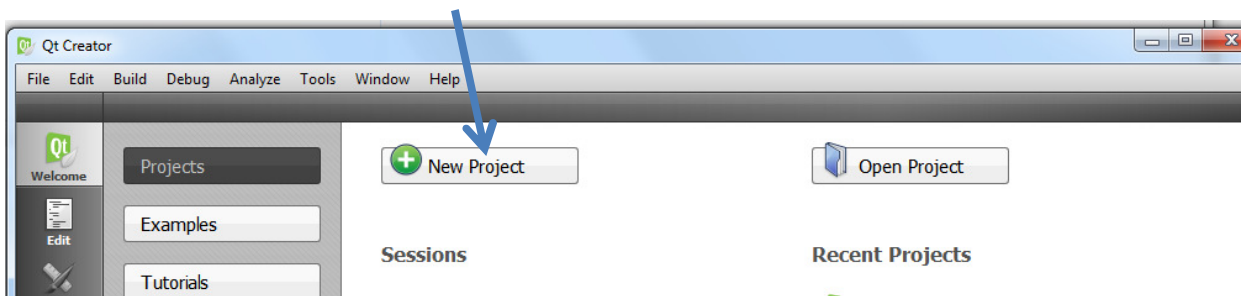 Qt Creator
File Edit Build Debug Analyze Tools Window Help
Qt
Welcome
Projects
New Project
Open Project
Edit
Examples
Sessions
Recent Projects
Tutorials